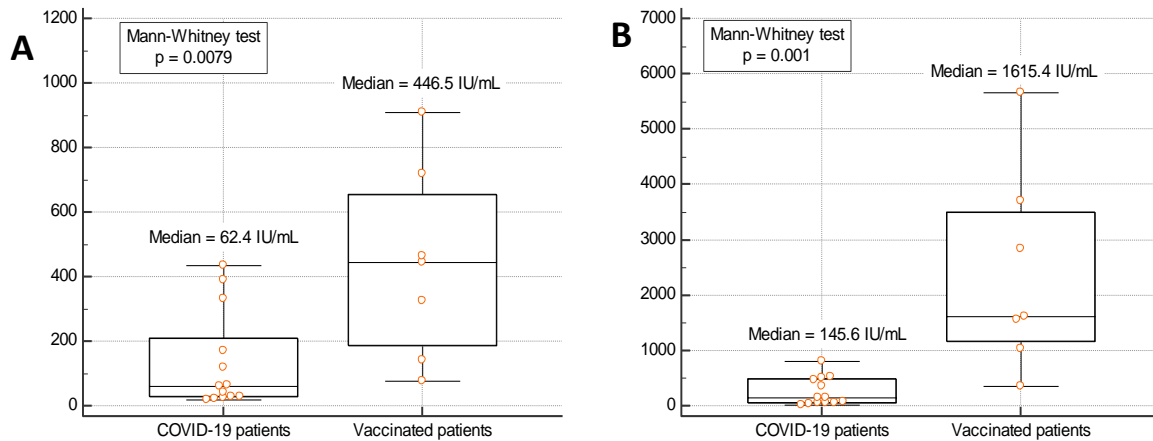 A
Mann-Whitney test
p = 0.0079
Median = 446.5 IU/mL
Median = 62.4 IU/mL
1200
1000
800
600
400
200
0
COVID-19 patients
Vaccinated patients
B
Mann-Whitney test
p = 0.001
Median = 1615.4 IU/mL
Median = 145.6 IU/mL
7000
6000
5000
4000
3000
2000
1000
0
COVID-19 patients
Vaccinated patients